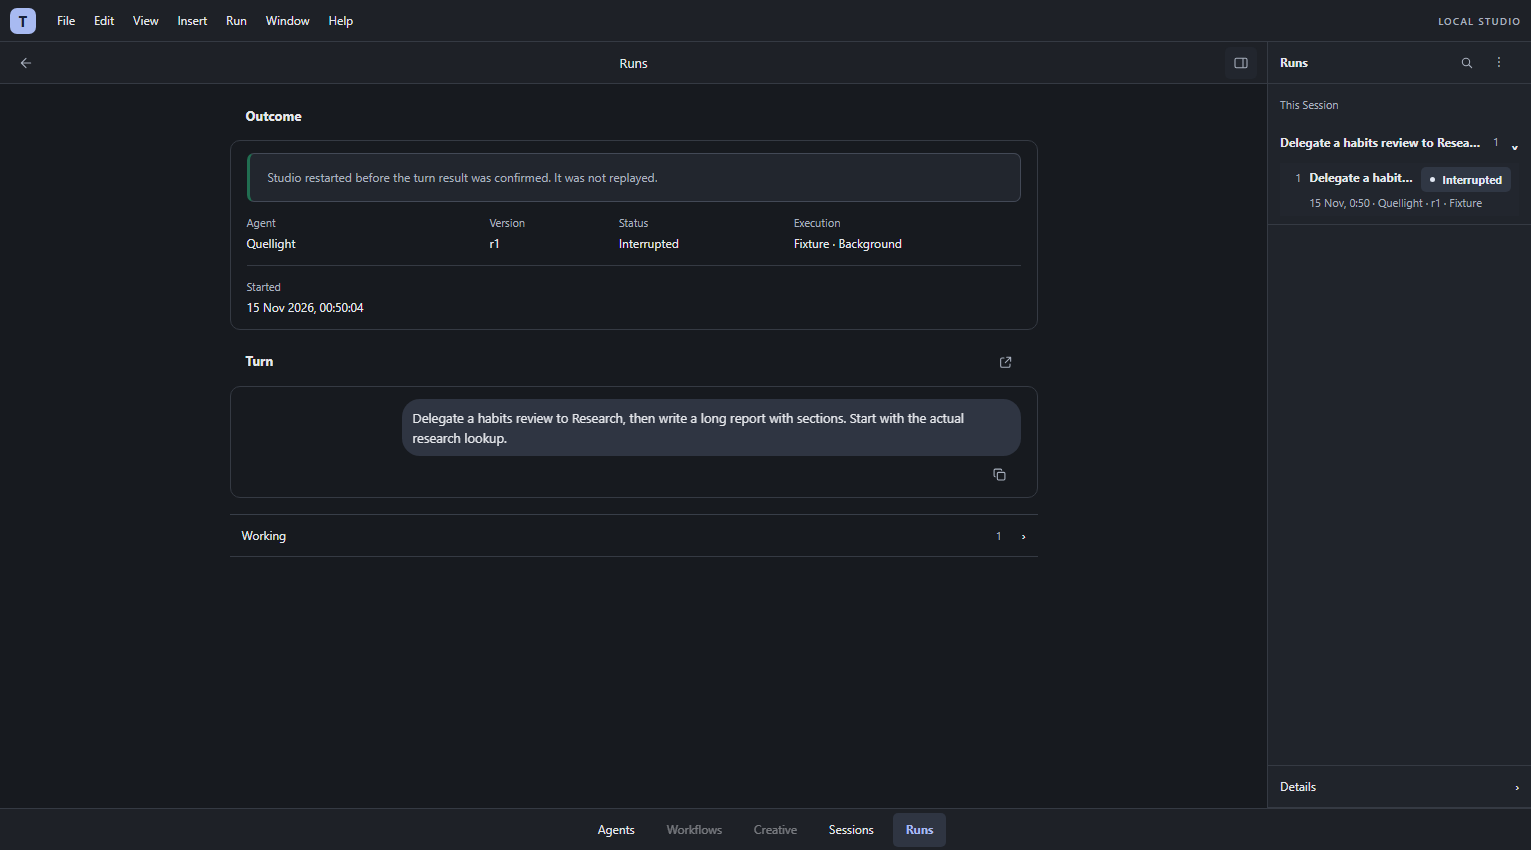 T
File Edit View Insert Run Window Help
LOCAL STUDIO
Runs
Outcome
Studio restarted before the turn result was confirmed. It was not replayed.
Agent Version Status Execution
Quellight r1 Interrupted Fixture · Background
Started
15 Nov 2026, 00:50:04
Turn
Delegate a habits review to Research, then write a long report with sections. Start with the actual
research lookup.
Working 1
Runs
This Session
Delegate a habits review to Resea... 1
1 Delegate a habit... Interrupted
15 Nov, 0:50 · Quellight · r1 · Fixture
Details
Agents Workflows Creative Sessions Runs